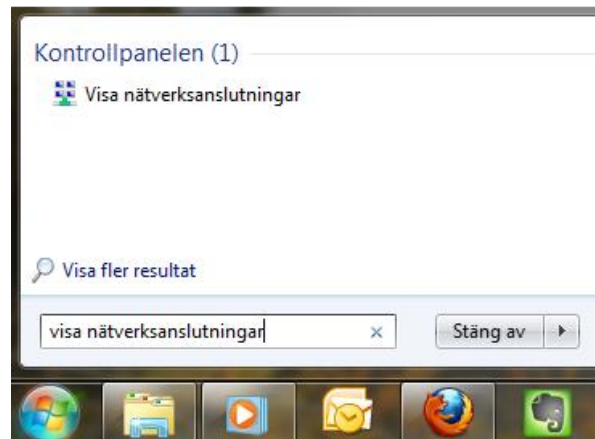 Kontrollpanelen (1)
Visa nätverksanslutningar
Visa fler resultat
visa nätverksanslutningar
Stäng av